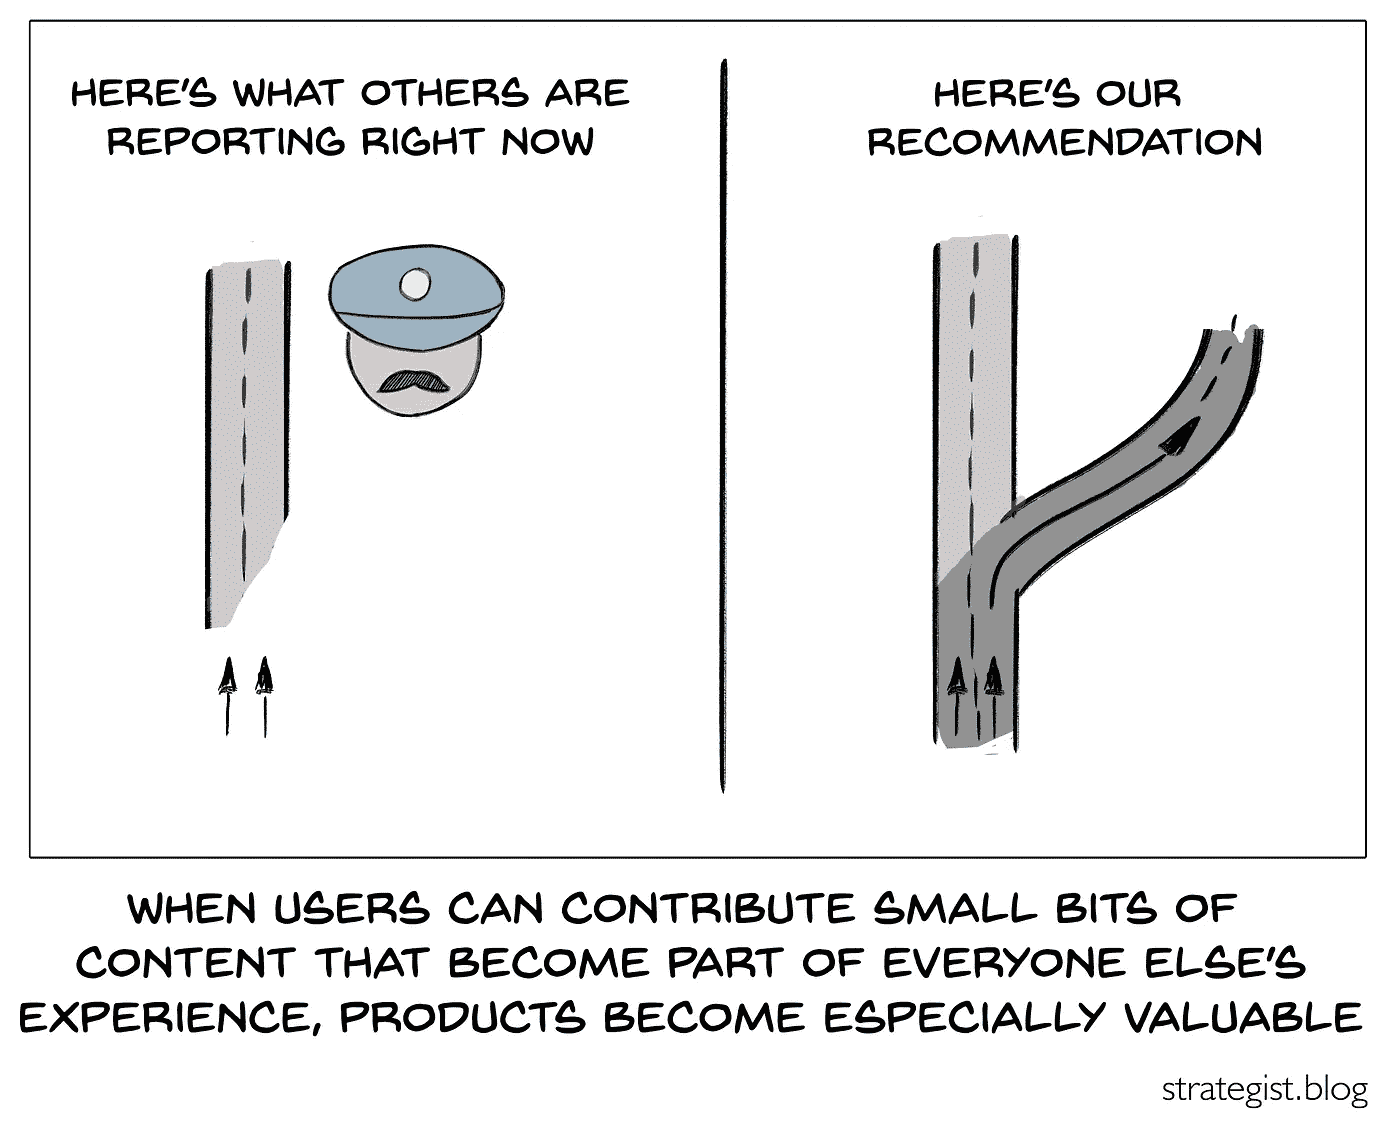 HERE'S WHAT OTHERS ARE
REPORTING RIGHT NOW
HERE'S OUR
RECOMMENDATION
WHEN USERS CAN CONTRIBUTE SMALL BITS OF
CONTENT THAT BECOME PART OF EVERYONE ELSE'S
EXPERIENCE, PRODUCTS BECOME ESPECIALLY VALUABLE
strategist.blog